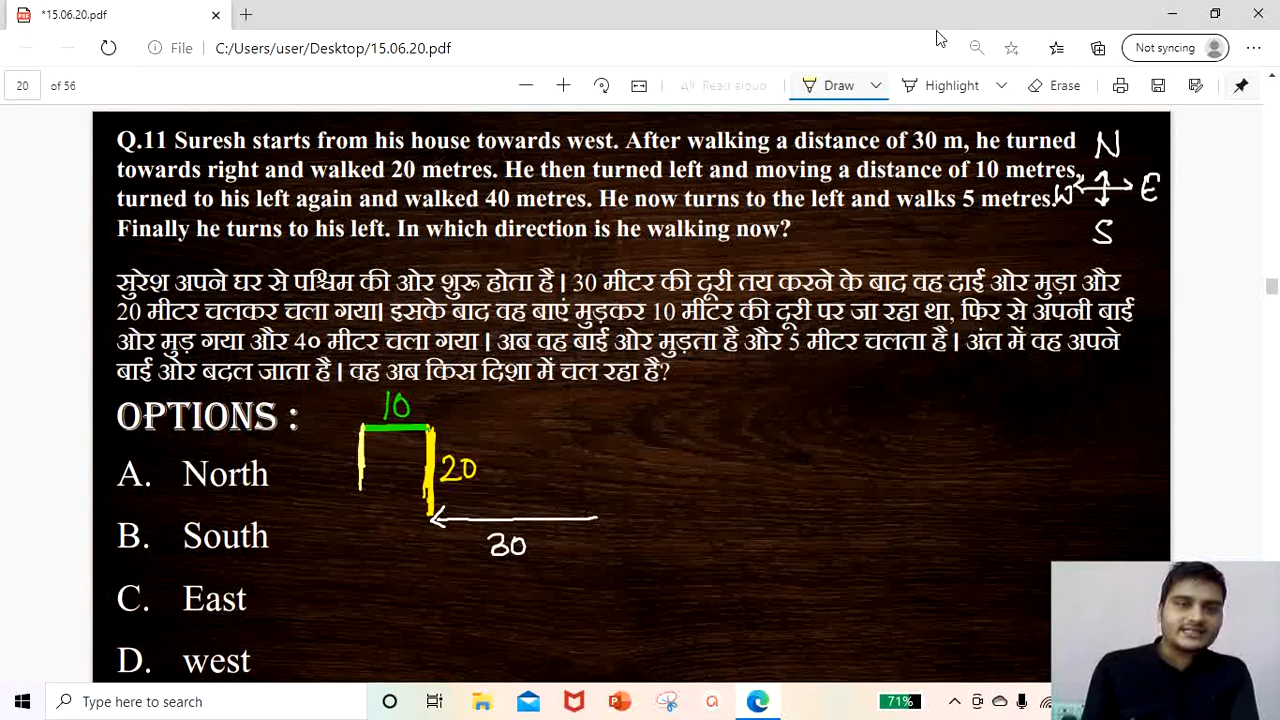 *15.06.20.pdf
File C:/Users/user/Desktop/15.06.20.pdf Not syncing
20 of 56 Read aloud Draw Highlight Erase
Q.11 Suresh starts from his house towards west. After walking a distance of 30 m, he turned
towards right and walked 20 metres. He then turned left and moving a distance of 10 metres,
turned to his left again and walked 40 metres. He now turns to the left and walks 5 metres.
Finally he turns to his left. In which direction is he walking now?
N
W E
S
सुरेश अपने घर से पश्चिम की ओर शुरू होता है। 30 मीटर की दूरी तय करने के बाद वह दाई ओर मुड़ा और
20 मीटर चलकर चला गया। इसके बाद वह बाएं मुड़कर 10 मीटर की दूरी पर जा रहा था, फिर से अपनी बाई
ओर मुड़ गया और 4० मीटर चला गया। अब वह बाई ओर मुड़ता है और 5 मीटर चलता है। अंत में वह अपने
बाई ओर बदल जाता है। वह अब किस दिशा में चल रहा है?
OPTIONS :
10
A. North
20
B. South
30
C. East
D. west
Type here to search 71%